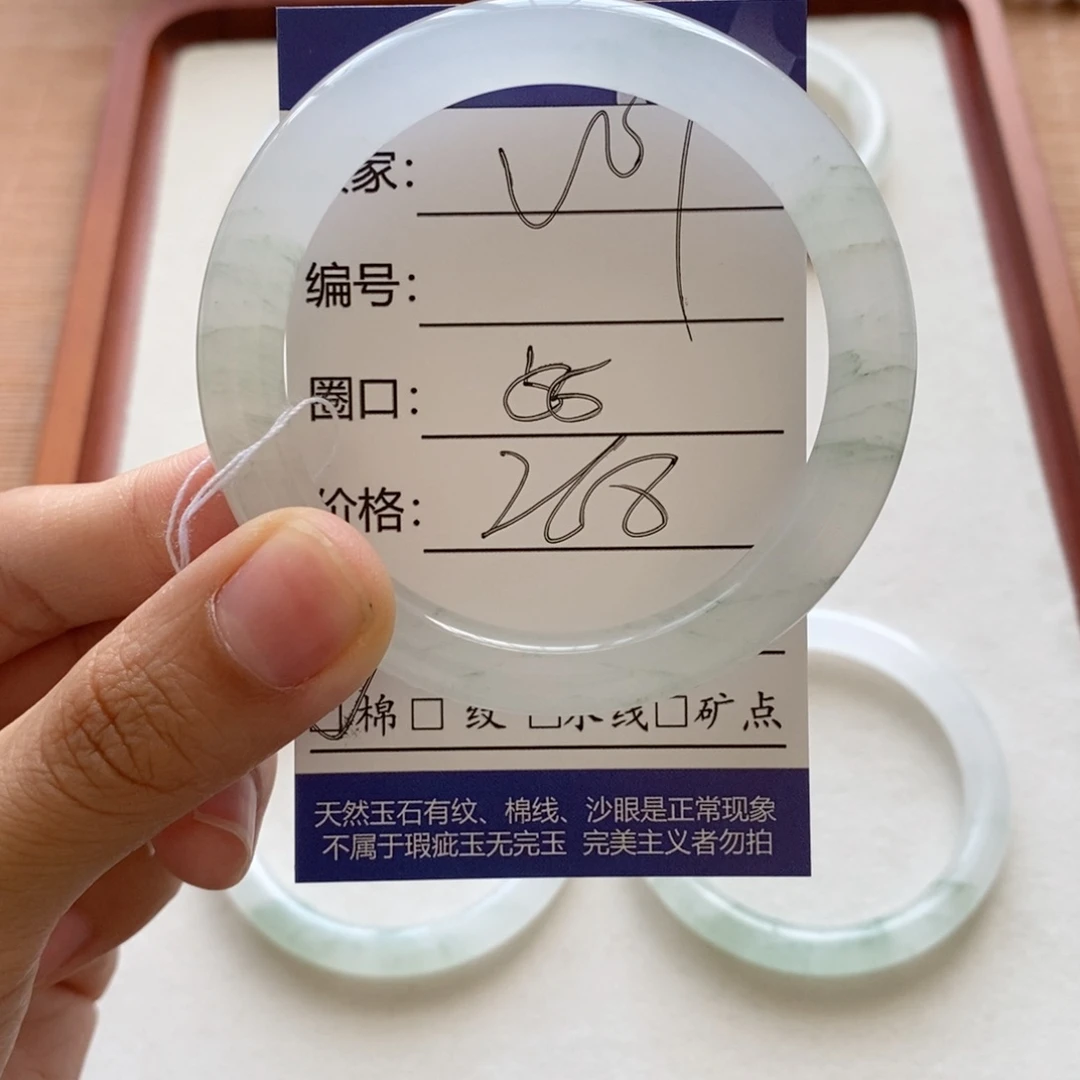 家：
编号：
圈口：56
价格：268
棉□ 纹 □水线□矿点
天然玉石有纹、棉线、沙眼是正常现象
不属于瑕疵玉无完玉 完美主义者勿拍